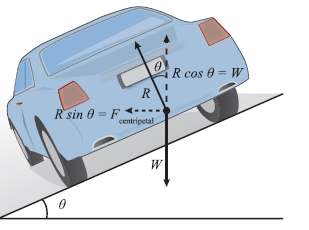 θ
R cos θ = W
R
R sin θ = F centripetal
W
θ